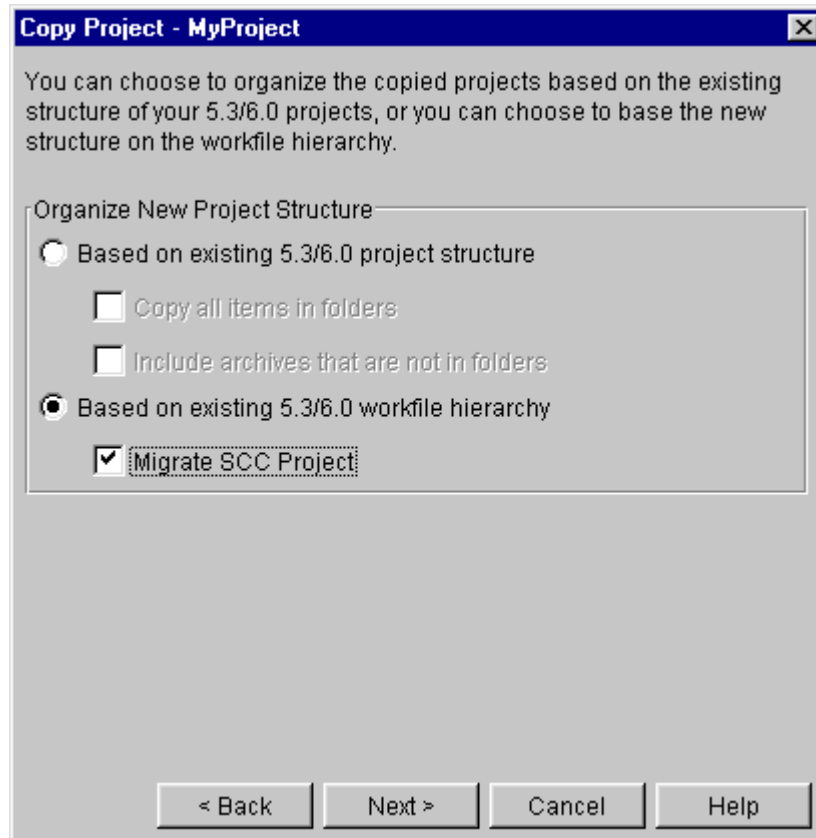 Copy Project - MyProject
You can choose to organize the copied projects based on the existing
structure of your 5.3/6.0 projects, or you can choose to base the new
structure on the workfile hierarchy.
Organize New Project Structure
Based on existing 5.3/6.0 project structure
Copy all items in folders
Include archives that are not in folders
Based on existing 5.3/6.0 workfile hierarchy
Migrate SCC Project
< Back Next > Cancel Help